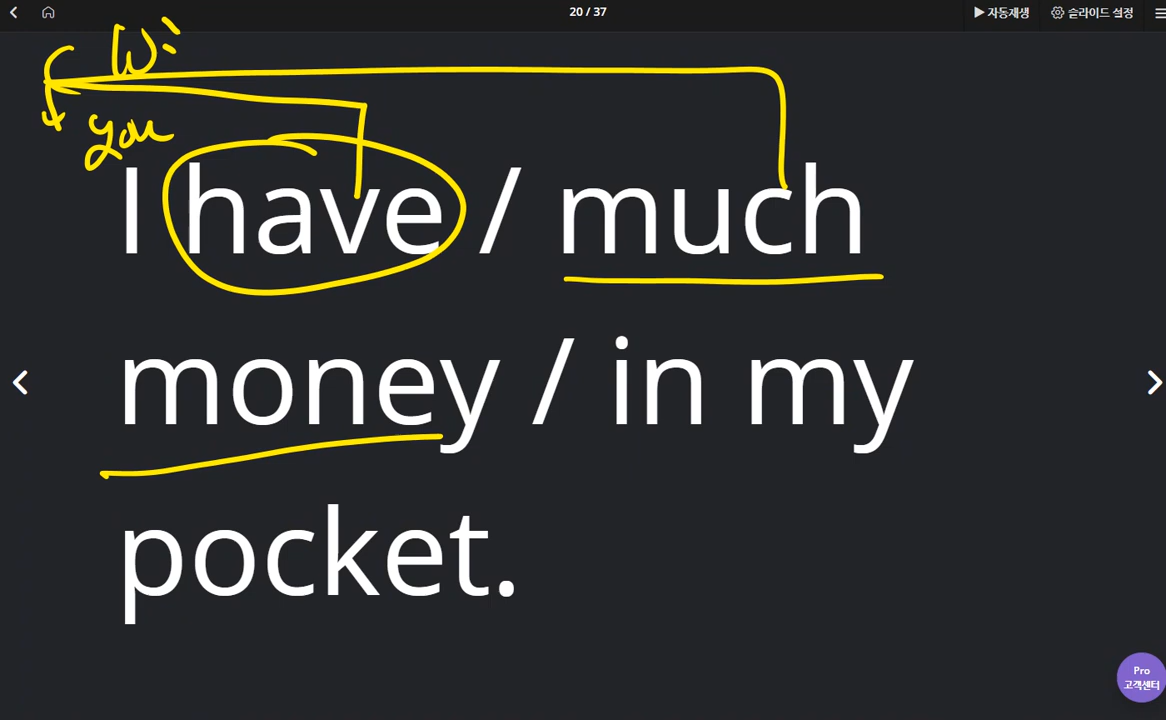 20 / 37
▶ 자동재생
슬라이드 설정
you
I have / much
money / in my
pocket.
Pro
고객센터